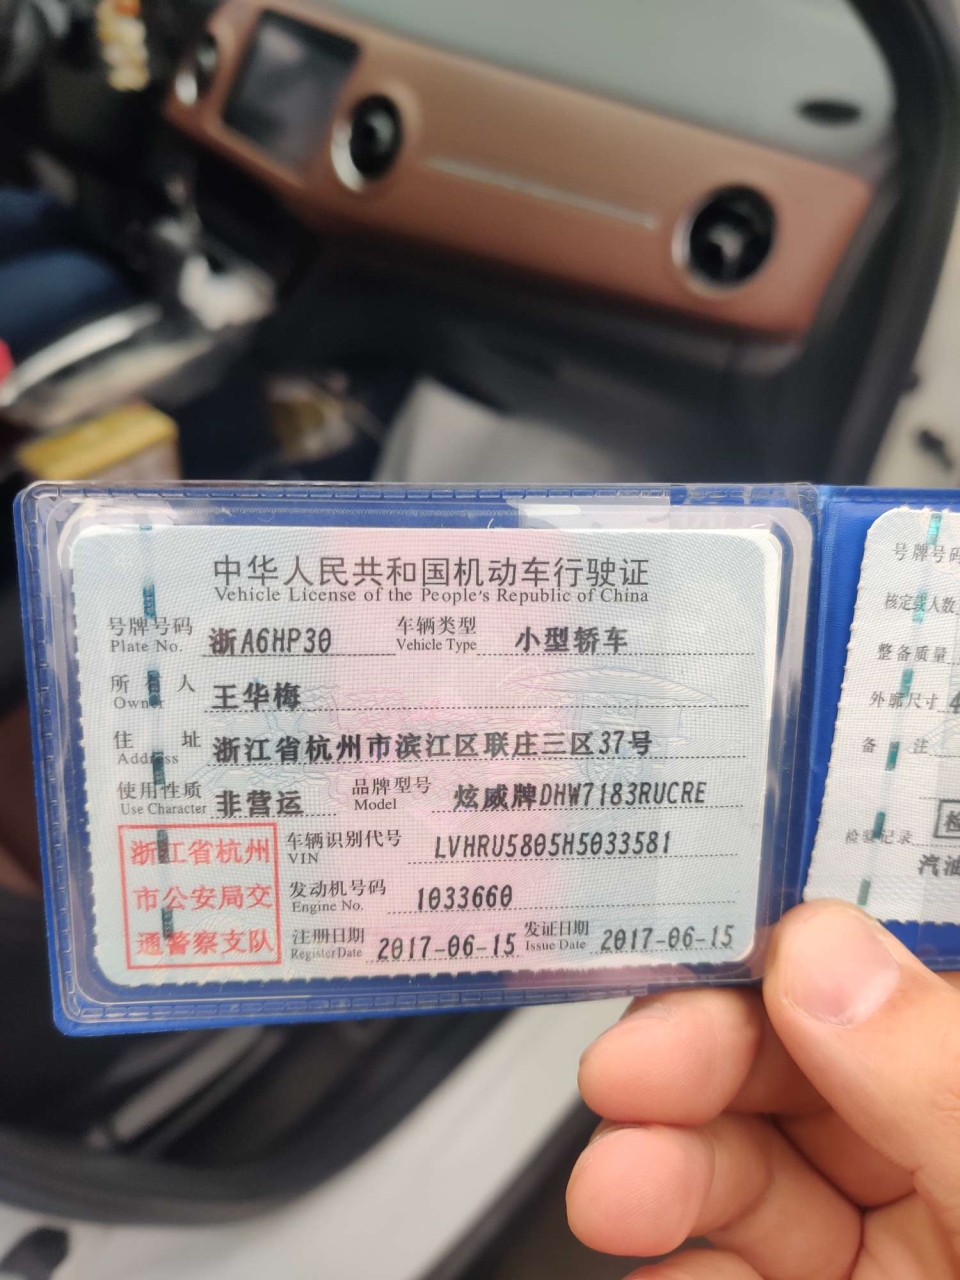 中华人民共和国机动车行驶证
Vehicle License of the People's Republic of China
号牌号码 浙A6HP30 车辆类型 小型轿车
Plate No. Vehicle Type
所有人 王华梅
Owner
住址 浙江省杭州市滨江区联庄三区37号
Address
使用性质 非营运 品牌型号 炫威牌DHW7183RUCRE
Use Character Model
浙江省杭州
市公安局交
通警察支队
车辆识别代号 LVHRU5805H5033581
VIN
发动机号码 1033660
Engine No.
注册日期 2017-06-15 发证日期 2017-06-15
Register Date Issue Date
号牌号码
核定载人数
整备质量
外廓尺寸 4
备注
检验记录
汽油